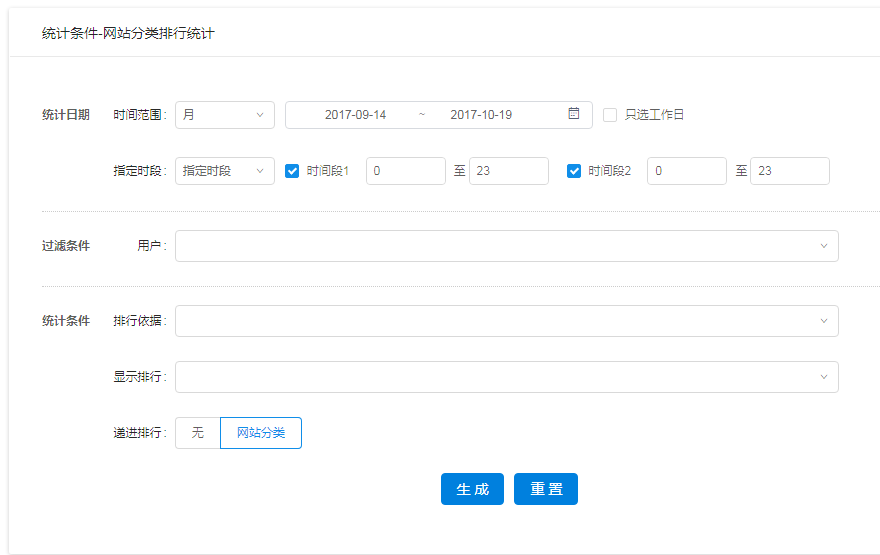 统计条件-网站分类排行统计
统计日期 时间范围: 月 2017-09-14 ~ 2017-10-19 只选工作日
指定时段: 指定时段 时间段1 0 至 23 时间段2 0 至 23
过滤条件 用户:
统计条件 排行依据:
显示排行:
递进排行: 无 网站分类
生成 重置